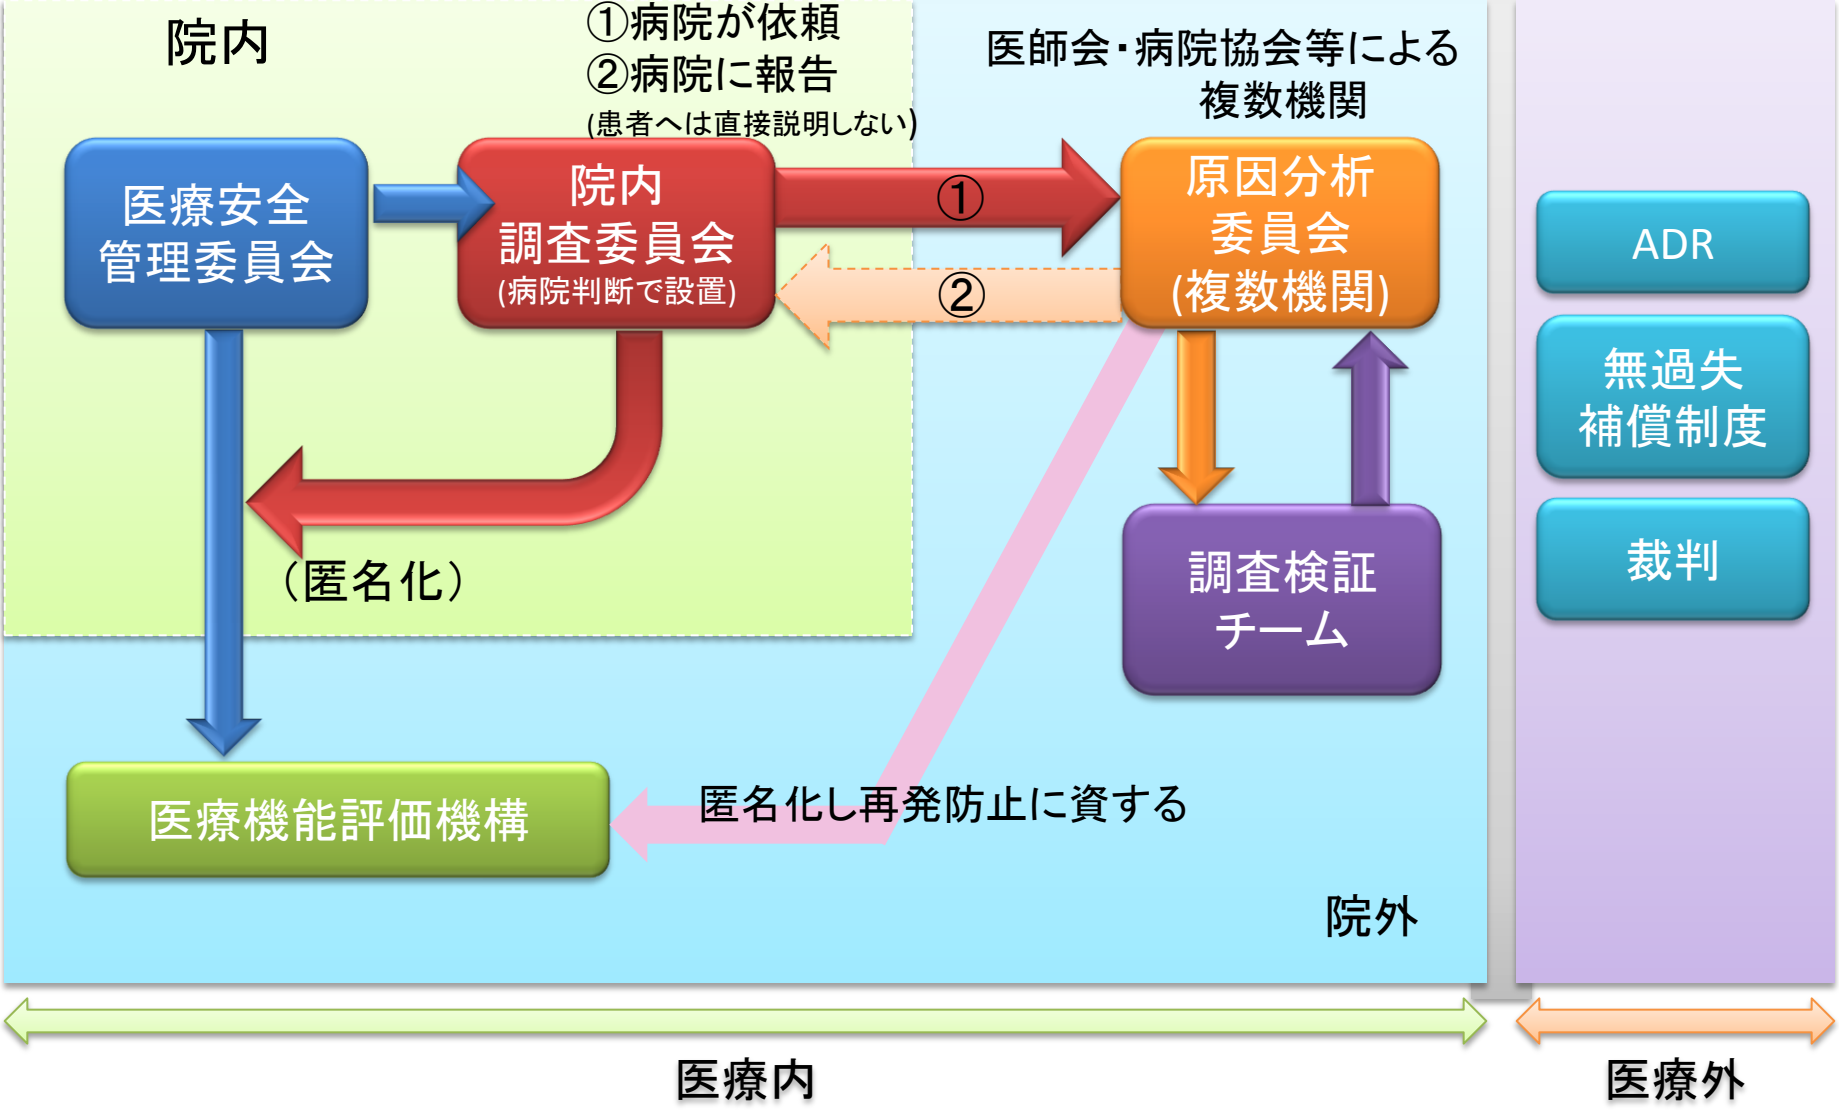 院内
①病院が依頼
②病院に報告
(患者へは直接説明しない)
医師会・病院協会等による
複数機関
医療安全
管理委員会
院内
調査委員会
(病院判断で設置)
①
②
原因分析
委員会
(複数機関)
ADR
無過失
補償制度
裁判
(匿名化)
調査検証
チーム
医療機能評価機構
匿名化し再発防止に資する
院外
医療内
医療外